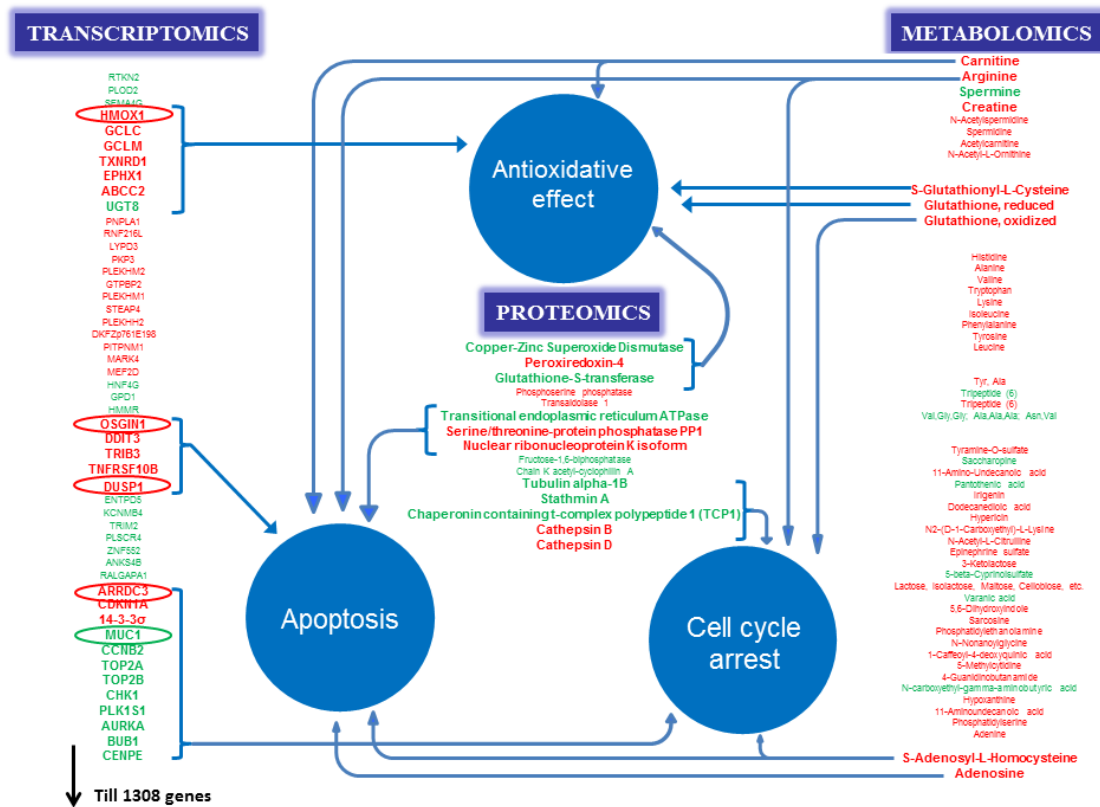 TRANSCRIPTOMICS
RTKN2
PLOD2
SEMA4G
HMOX1
GCLC
GCLM
TXNRD1
EPHX1
ABCC2
UGT8
PNPLA1
RNF216L
LYPD3
PKP3
PLEKHM2
GTPBP2
PLEKHM1
STEAP4
PLEKHH2
DKFZp761E198
PITPNM1
MARK4
MEF2D
HNF4G
GPD1
HMMR
OSGIN1
DDIT3
TRIB3
TNFRSF10B
DUSP1
ENTPD5
KCNMB4
TRIM2
PLSCR4
ZNF552
ANKS4B
RALGAPA1
ARRDC3
CDKN1A
14-3-3σ
MUC1
CCNB2
TOP2A
TOP2B
CHK1
PLK1S1
AURKA
BUB1
CENPE
Till 1308 genes
Antioxidative
effect
PROTEOMICS
Copper-Zinc Superoxide Dismutase
Peroxiredoxin-4
Glutathione-S-transferase
Phosphoserine phosphatase
Transaldolase 1
Transitional endoplasmic reticulum ATPase
Serine/threonine-protein phosphatase PP1
Nuclear ribonucleoprotein K isoform
Fructose-1,6-biphosphatase
Chain K acetyl-cyclophilin A
Tubulin alpha-1B
Stathmin A
Chaperonin containing t-complex polypeptide 1 (TCP1)
Cathepsin B
Cathepsin D
Apoptosis
Cell cycle
arrest
METABOLOMICS
Carnitine
Arginine
Spermine
Creatine
N-Acetylspermidine
Spermidine
Acetylcarnitine
N-Acetyl-L-Ornithine
S-Glutathionyl-L-Cysteine
Glutathione, reduced
Glutathione, oxidized
Histidine
Alanine
Valine
Tryptophan
Lysine
Isoleucine
Phenylalanine
Tyrosine
Leucine
Tyr, Ala
Tripeptide (6)
Tripeptide (6)
Val,Gly,Gly; Ala,Ala,Ala; Asn,Val
Tyramine-O-sulfate
Saccharopine
11-Amino-Undecanoic acid
Pantothenic acid
Irigenin
Dodecanedioic acid
Hypericin
N2-(D-1-Carboxyethyl)-L-Lysine
N-Acetyl-L-Citrulline
Epinephrine sulfate
3-Ketolactose
5-beta-Cyprinolsulfate
Lactose, Isolactose, Maltose, Cellobiose, etc.
Varanic acid
5,6-Dihydroxyindole
Sarcosine
Phosphatidylethanolamine
N-Nonanoylglycine
1-Caffeoyl-4-deoxyquinic acid
5-Methylcytidine
4-Guanidinobutanamide
N-carboxyethyl-gamma-aminobutyric acid
Hypoxanthine
11-Aminoundecanoic acid
Phosphatidylserine
Adenine
S-Adenosyl-L-Homocysteine
Adenosine